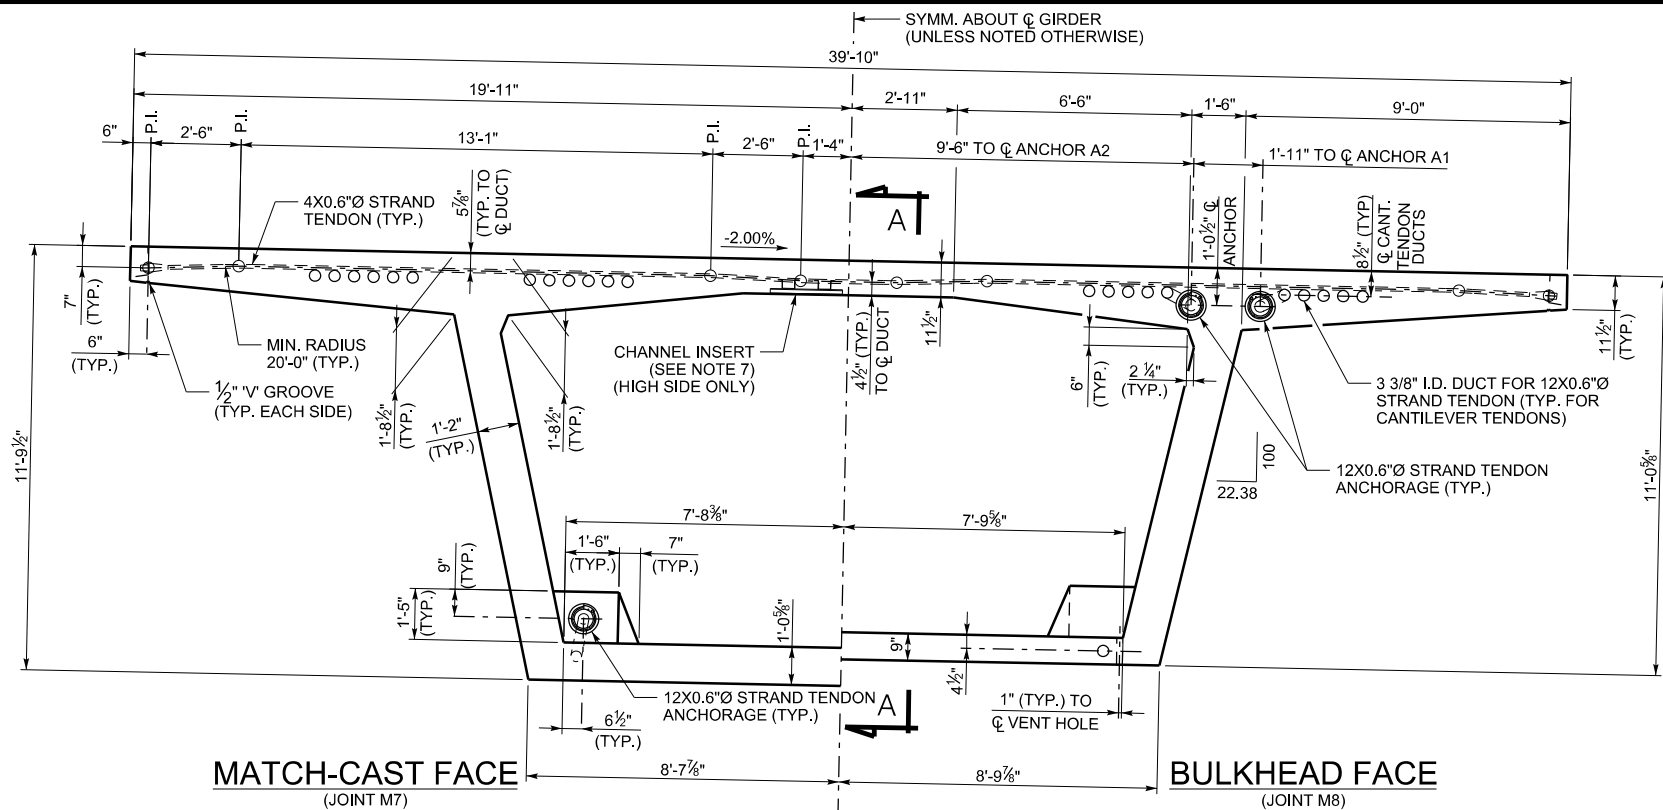 SYMM. ABOUT ℄ GIRDER
(UNLESS NOTED OTHERWISE)
39'-10"
19'-11"
2'-11"
6'-6"
1'-6"
9'-0"
6"
P.I.
2'-6"
P.I.
13'-1"
P.I.
2'-6"
P.I.
1'-4"
9'-6" TO ℄ ANCHOR A2
1'-11" TO ℄ ANCHOR A1
4X0.6"Ø STRAND
TENDON (TYP.)
5⅞"
(TYP. TO
℄ DUCT)
A
-2.00%
1'-0½" ℄
ANCHOR
8½" (TYP)
℄ CANT.
TENDON
DUCTS
7"
(TYP.)
6"
(TYP.)
MIN. RADIUS
20'-0" (TYP.)
½" 'V' GROOVE
(TYP. EACH SIDE)
CHANNEL INSERT
(SEE NOTE 7)
(HIGH SIDE ONLY)
4½" (TYP.)
TO ℄ DUCT
11½"
6"
(TYP.)
2 ¼"
(TYP.)
11½"
(TYP.)
3 3/8" I.D. DUCT FOR 12X0.6"Ø
STRAND TENDON (TYP. FOR
CANTILEVER TENDONS)
1'-8½"
(TYP.)
1'-2"
(TYP.)
1'-8½"
(TYP.)
11'-9½"
100
22.38
12X0.6"Ø STRAND TENDON
ANCHORAGE (TYP.)
11'-0⅝"
7'-8⅜"
7'-9⅝"
1'-6"
(TYP.)
7"
(TYP.)
9"
(TYP.)
1'-5"
(TYP.)
1'-0⅝"
9"
4½"
12X0.6"Ø STRAND TENDON
ANCHORAGE (TYP.)
A
1" (TYP.) TO
℄ VENT HOLE
6½"
(TYP.)
8'-7⅞"
8'-9⅞"
MATCH-CAST FACE
(JOINT M7)
BULKHEAD FACE
(JOINT M8)